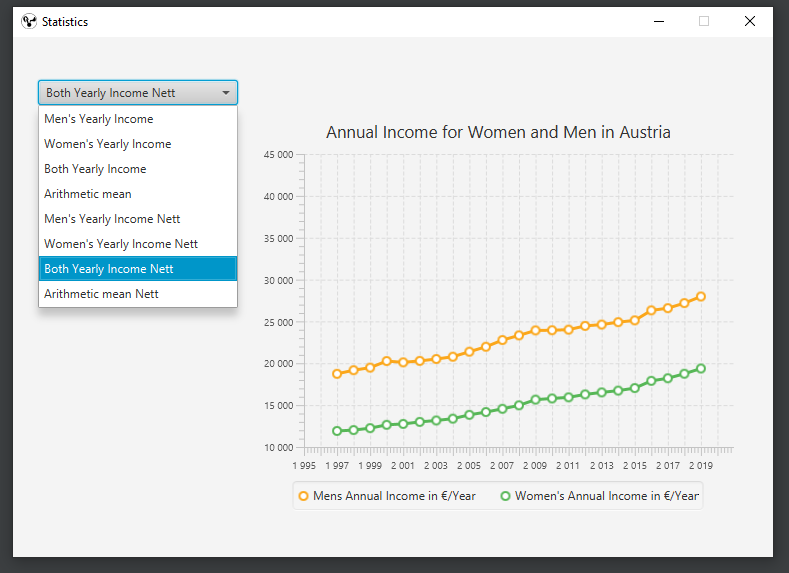 Statistics
Both Yearly Income Nett
Men's Yearly Income
Women's Yearly Income
Both Yearly Income
Arithmetic mean
Men's Yearly Income Nett
Women's Yearly Income Nett
Both Yearly Income Nett
Arithmetic mean Nett
Annual Income for Women and Men in Austria
45 000
40 000
35 000
30 000
25 000
20 000
15 000
10 000
1 995 1 997 1 999 2 001 2 003 2 005 2 007 2 009 2 011 2 013 2 015 2 017 2 019
Mens Annual Income in €/Year Women's Annual Income in €/Year